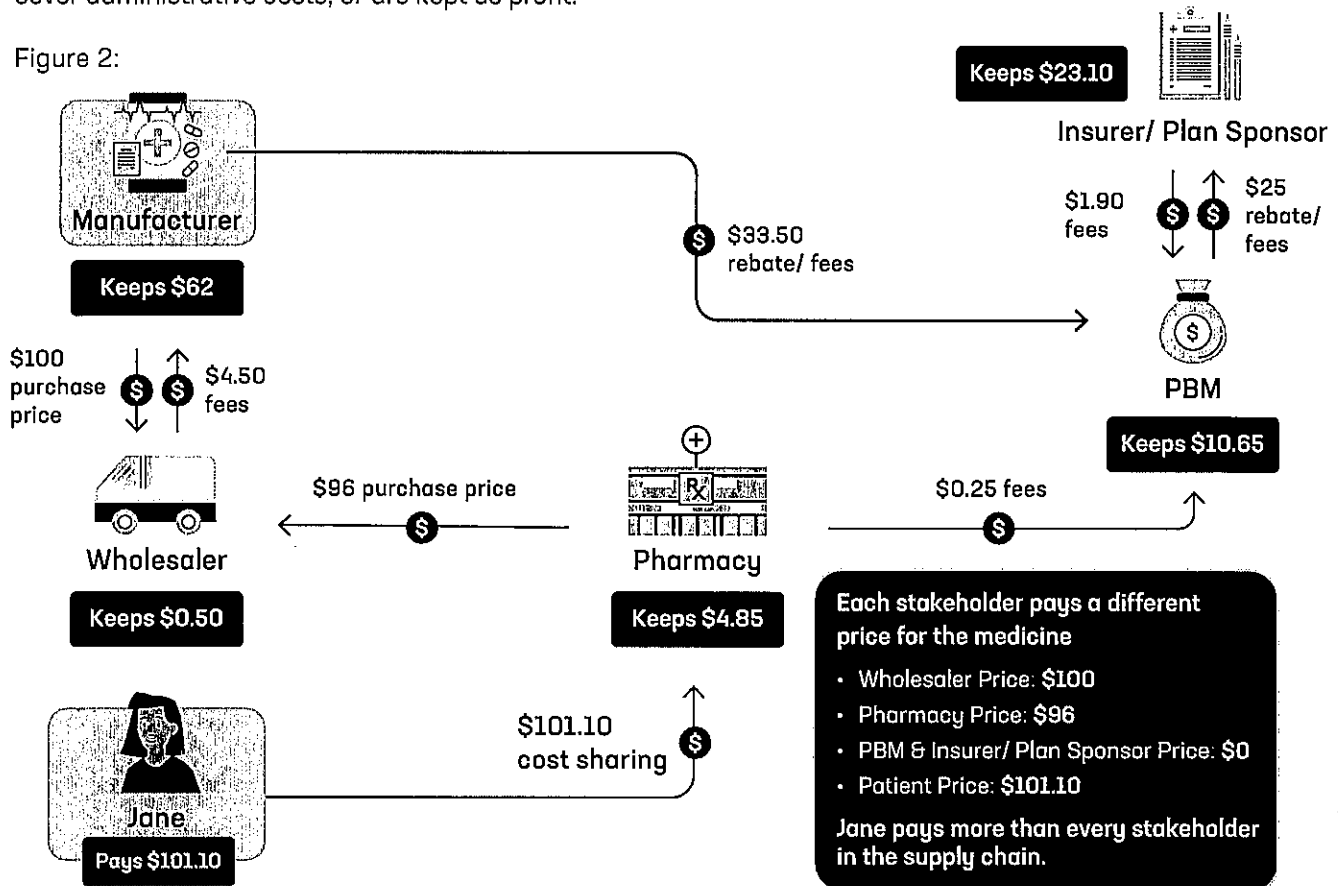 cover administrative costs, or are kept as profit.
Figure 2:
Manufacturer
Keeps $62
$33.50
rebate/ fees
Keeps $23.10
Insurer/ Plan Sponsor
$1.90
fees
$25
rebate/
fees
PBM
Keeps $10.65
$100
purchase
price
$4.50
fees
Wholesaler
Keeps $0.50
$96 purchase price
Rx
Pharmacy
Keeps $4.85
$0.25 fees
Jane
Pays $101.10
$101.10
cost sharing
Each stakeholder pays a different
price for the medicine
• Wholesaler Price: $100
• Pharmacy Price: $96
• PBM & Insurer/ Plan Sponsor Price: $0
• Patient Price: $101.10
Jane pays more than every stakeholder
in the supply chain.